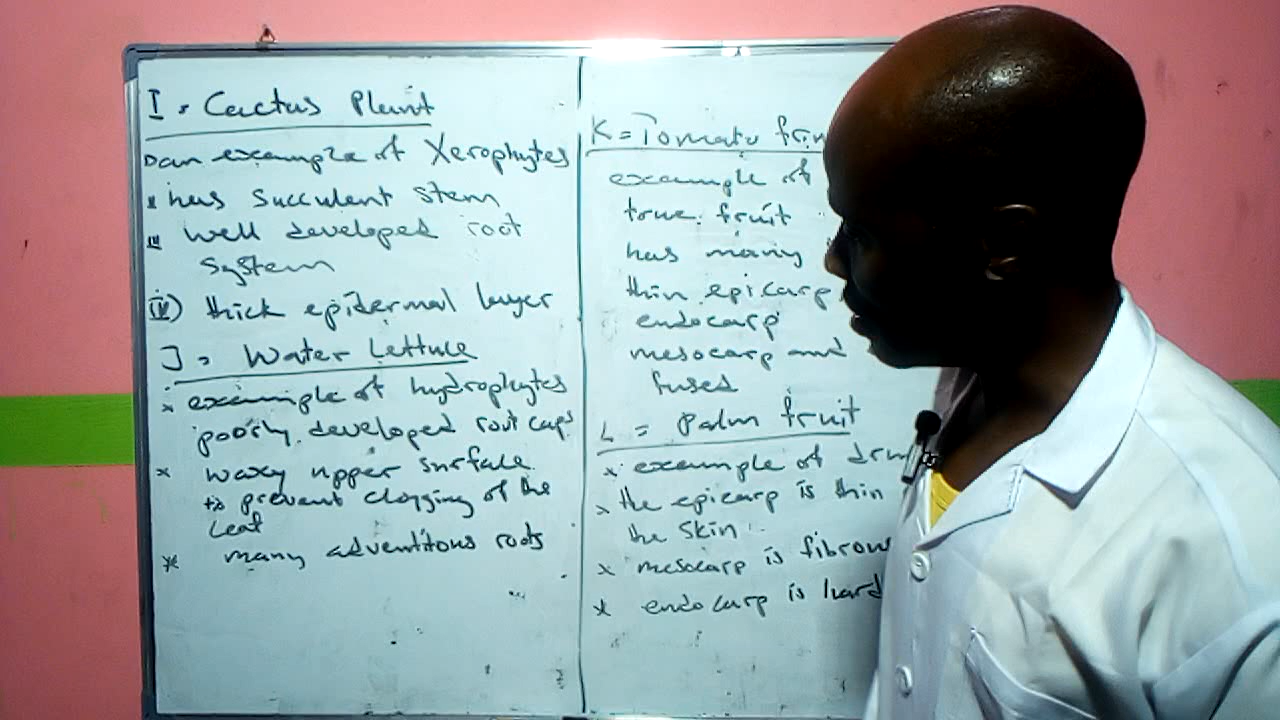 I = Cactus Plant
an example of Xerophytes
has succulent stem
well developed root
system
(iv) thick epidermal layer
J = Water Lettuce
* example of hydrophytes
poorly developed root caps
* waxy upper surface
to prevent clogging of the
leaf
* many adventitous roots
K = Tomato
example of
true fruit
has many
thin epicarp
endocarp
mesocarp and
fused
L = Palm fruit
* example of
* the epicarp is thin
the skin
* mesocarp is fibrous
* endocarp is hard